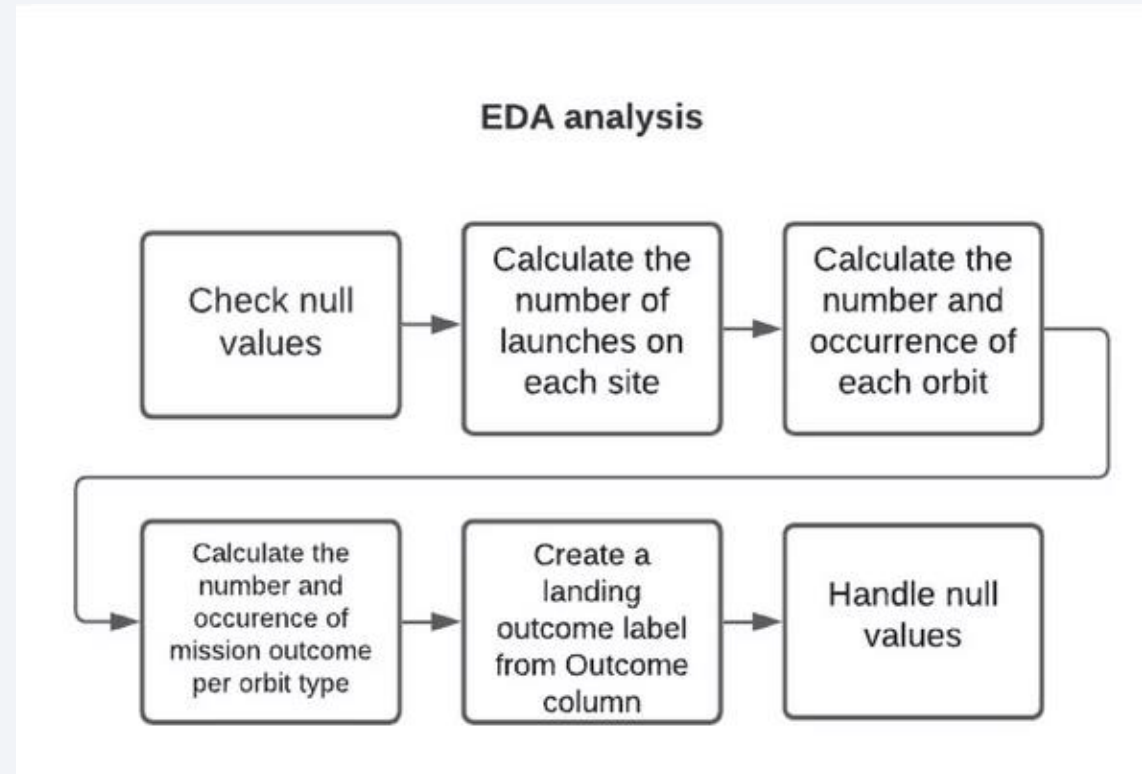 EDA analysis
Check null
values
Calculate the
number of
launches on
each site
Calculate the
number and
occurrence of
each orbit
Calculate the
number and
occurence of
mission outcome
per orbit type
Create a
landing
outcome label
from Outcome
column
Handle null
values